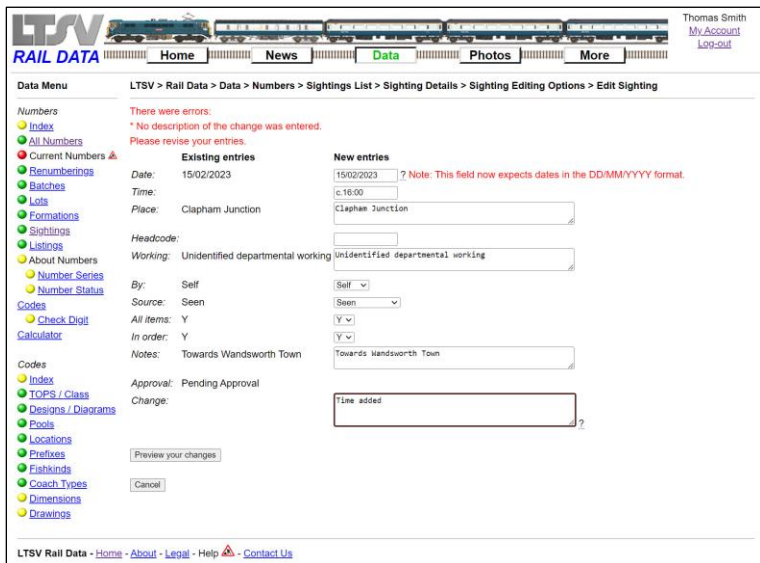 LTSV
RAIL DATA
Home
News
Data
Photos
More
Thomas Smith
My Account
Log-out
Data Menu
LTSV > Rail Data > Data > Numbers > Sightings List > Sighting Details > Sighting Editing Options > Edit Sighting
Numbers
Index
All Numbers
Current Numbers
Renumberings
Batches
Lots
Formations
Sightings
Listings
About Numbers
Number Series
Number Status
Codes
Check Digit
Calculator
Codes
Index
TOPS / Class
Designs / Diagrams
Pools
Locations
Prefixes
Fishkinds
Coach Types
Dimensions
Drawings
There were errors:
* No description of the change was entered.
Please revise your entries.
Existing entries New entries
Date: 15/02/2023 15/02/2023 ? Note: This field now expects dates in the DD/MM/YYYY format.
Time: c.16:00
Place: Clapham Junction Clapham Junction
Headcode:
Working: Unidentified departmental working Unidentified departmental working
By: Self Self
Source: Seen Seen
All items: Y Y
In order: Y Y
Notes: Towards Wandsworth Town Towards Wandsworth Town
Approval: Pending Approval
Change: Time added ?
Preview your changes
Cancel
LTSV Rail Data - Home - About - Legal - Help - Contact Us